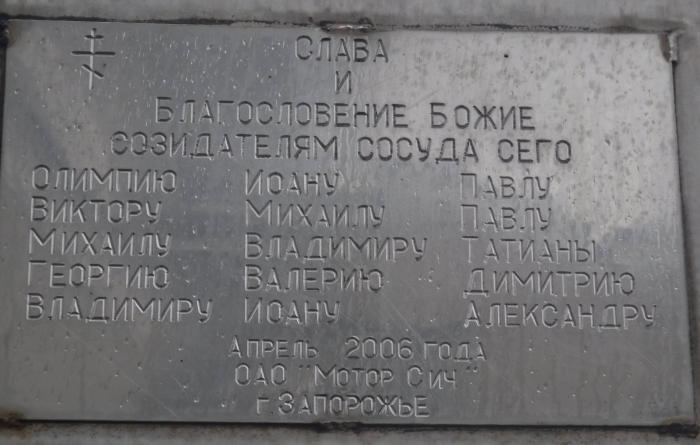 Слава
и
Благословение Божие
созидателям сосуда сего
Олимпию Иоану Павлу
Виктору Михаилу Павлу
Михаилу Владимиру Татианы
Георгию Валерию Димитрию
Владимиру Иоану Александру
Апрель 2006 года
ОАО "Мотор Сич"
г. Запорожье